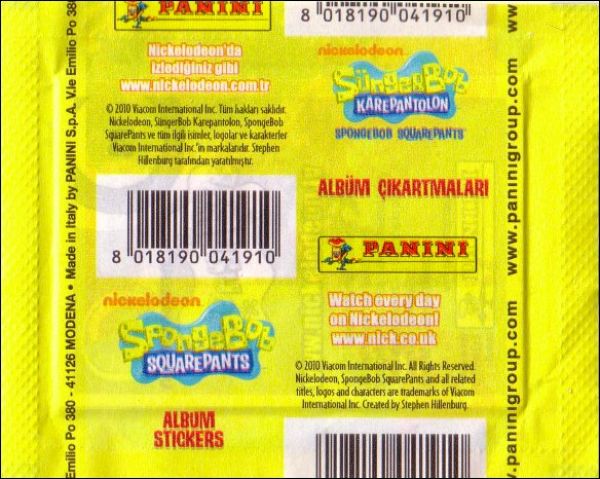 PANINI
8 018190 041910
Nickelodeon'da
izlediğiniz gibi
www.nickelodeon.com.tr
© 2010 Viacom International Inc. Tüm hakları saklıdır.
Nickelodeon, SüngerBob Karepantolon, SpongeBob
SquarePants ve tüm ilgili isimler, logolar ve karakterler
Viacom International Inc.'in markalarıdır. Stephen
Hillenburg tarafından yaratılmıştır.
nickelodeon
SüngerBob
KAREPANTOLON
SPONGEBOB SQUAREPANTS
ALBÜM ÇIKARTMALARI
8 018190 041910
PANINI
nickelodeon
SpongeBob
SQUAREPANTS
ALBUM
STICKERS
Watch every day
on Nickelodeon!
www.nick.co.uk
© 2010 Viacom International Inc. All Rights Reserved.
Nickelodeon, SpongeBob SquarePants and all related
titles, logos and characters are trademarks of Viacom
International Inc. Created by Stephen Hillenburg.
Emilio Po 380 - 41126 MODENA • Made in Italy by PANINI S.p.A. V.le Emilio Po 380
www.paninigroup.com
www.paninigroup.com